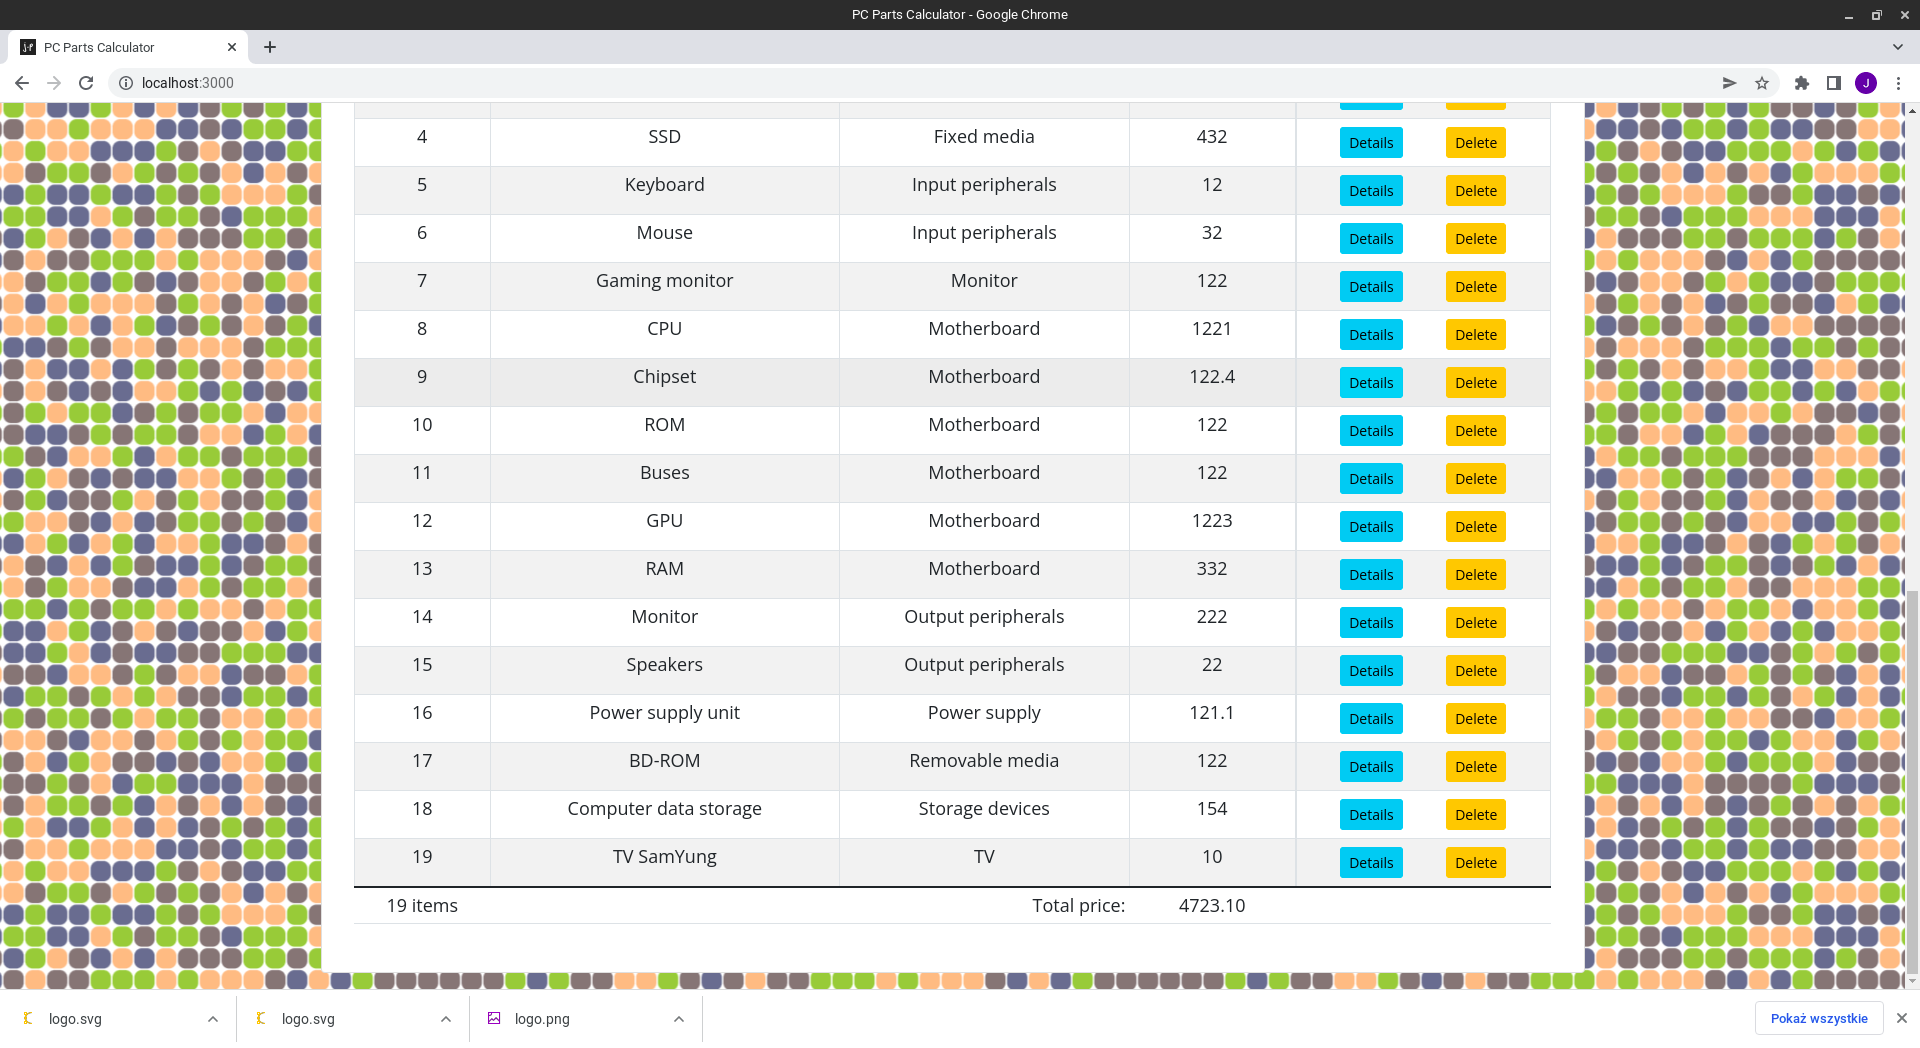 PC Parts Calculator - Google Chrome
PC Parts Calculator
localhost:3000
J
4 SSD Fixed media 432 Details Delete
5 Keyboard Input peripherals 12 Details Delete
6 Mouse Input peripherals 32 Details Delete
7 Gaming monitor Monitor 122 Details Delete
8 CPU Motherboard 1221 Details Delete
9 Chipset Motherboard 122.4 Details Delete
10 ROM Motherboard 122 Details Delete
11 Buses Motherboard 122 Details Delete
12 GPU Motherboard 1223 Details Delete
13 RAM Motherboard 332 Details Delete
14 Monitor Output peripherals 222 Details Delete
15 Speakers Output peripherals 22 Details Delete
16 Power supply unit Power supply 121.1 Details Delete
17 BD-ROM Removable media 122 Details Delete
18 Computer data storage Storage devices 154 Details Delete
19 TV SamYung TV 10 Details Delete
19 items Total price: 4723.10
logo.svg logo.svg logo.png Pokaż wszystkie